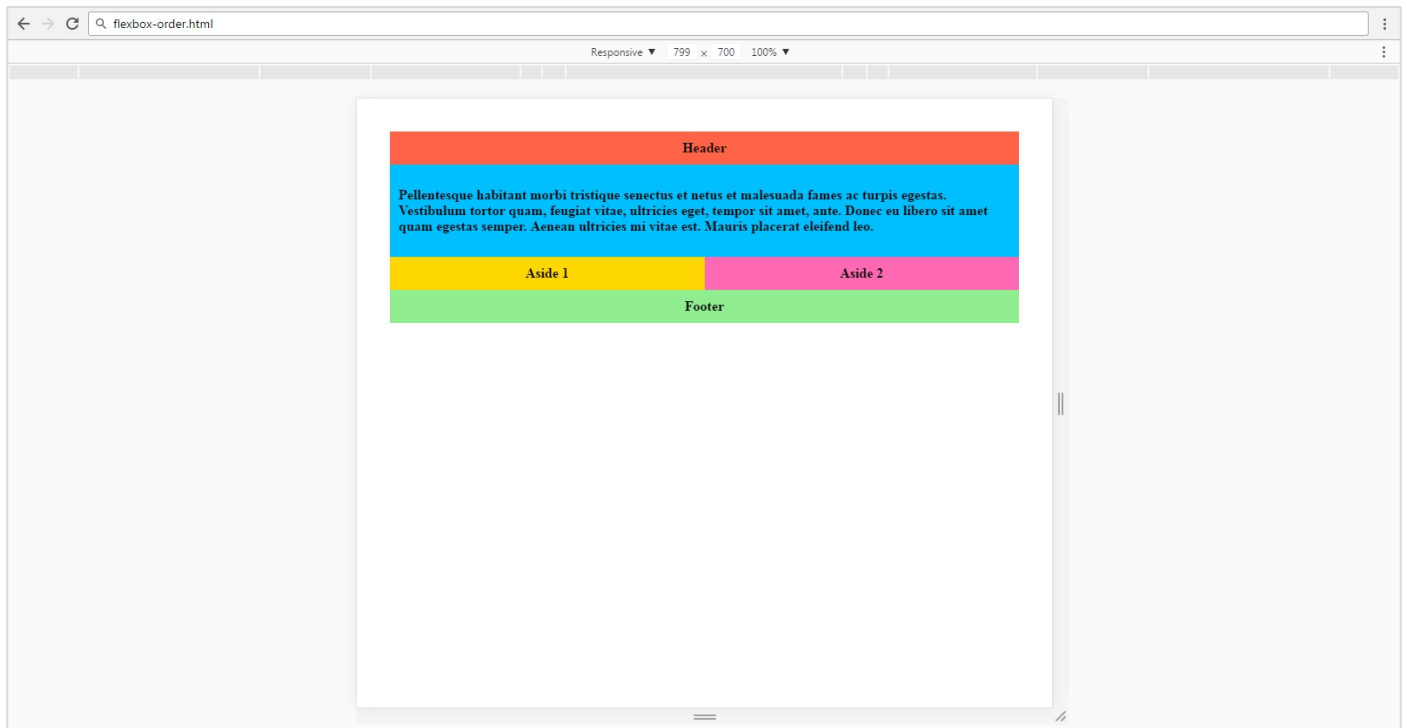 flexbox-order.html
Responsive ▼ 799 x 700 100% ▼
Header
Pellentesque habitant morbi tristique senectus et netus et malesuada fames ac turpis egestas.
Vestibulum tortor quam, feugiat vitae, ultricies eget, tempor sit amet, ante. Donec eu libero sit amet
quam egestas semper. Aenean ultricies mi vitae est. Mauris placerat eleifend leo.
Aside 1 Aside 2
Footer